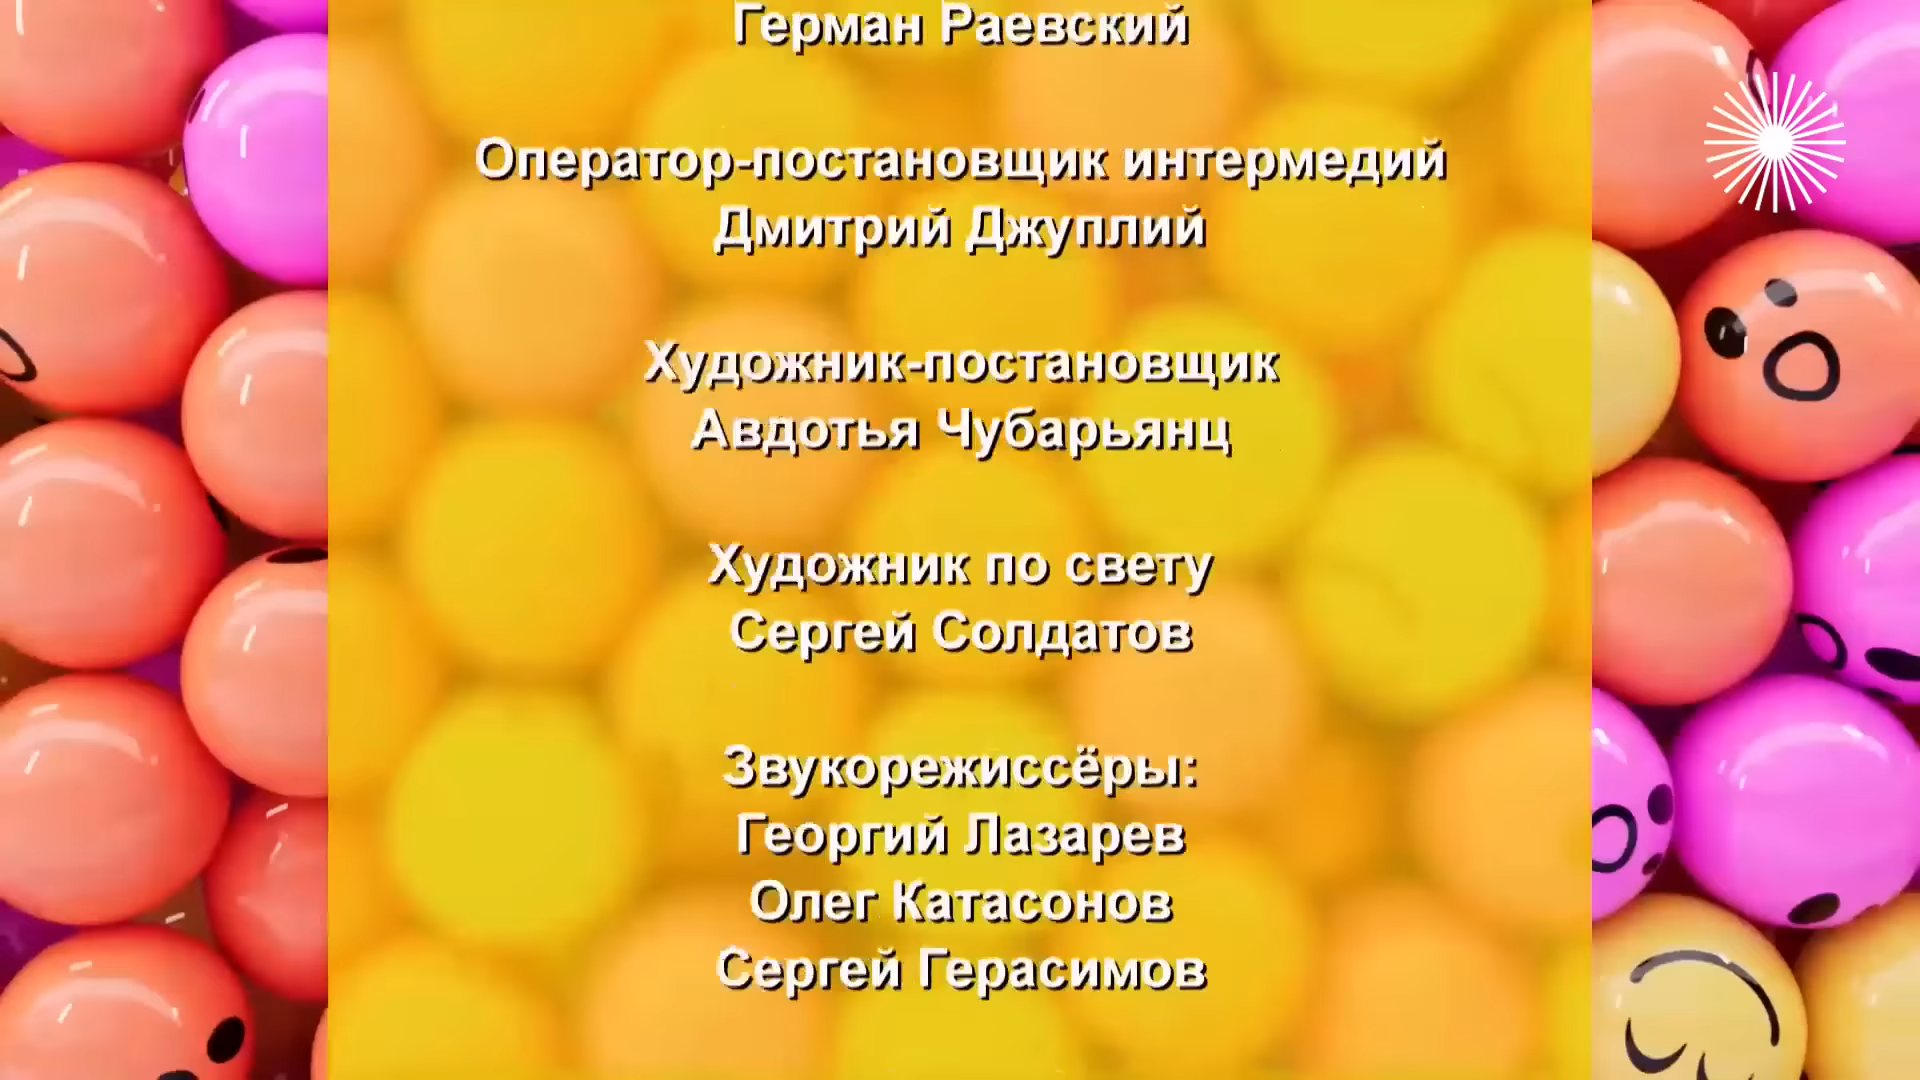 Герман Раевский
Оператор-постановщик интермедий
Дмитрий Джуплий
Художник-постановщик
Авдотья Чубарьянц
Художник по свету
Сергей Солдатов
Звукорежиссёры:
Георгий Лазарев
Олег Катасонов
Сергей Герасимов